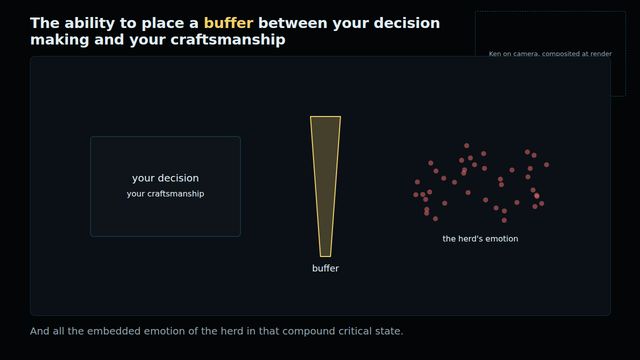 The ability to place a buffer between your decision
making and your craftsmanship
Ken on camera, composited at render
your decision
your craftsmanship
buffer
the herd's emotion
And all the embedded emotion of the herd in that compound critical state.